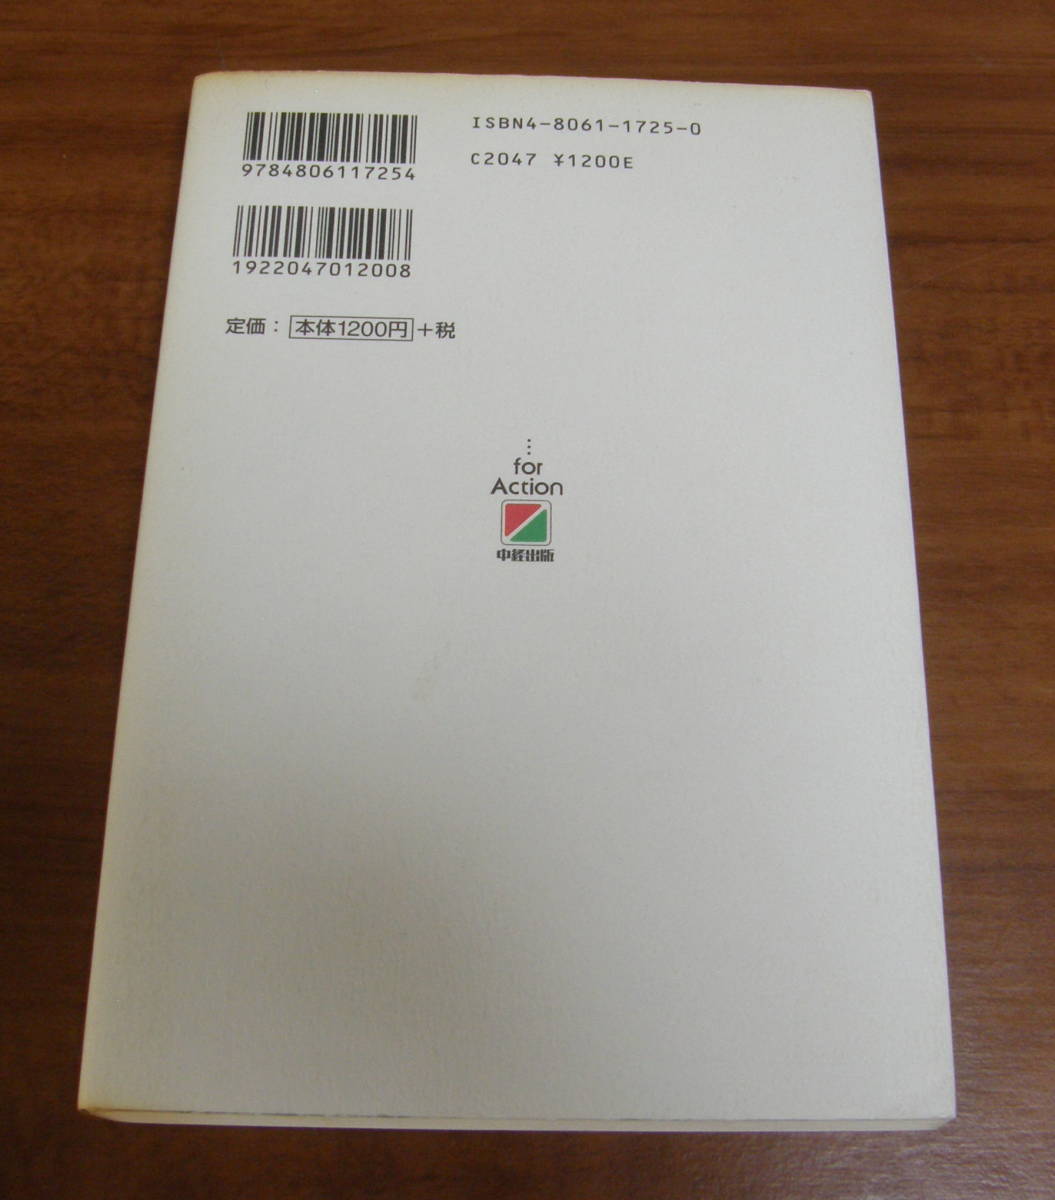 9784806117254
ISBN4-8061-1725-0
C2047 ¥1200E
1922047012008
定価：本体1200円+税
…
for
Action
中経出版